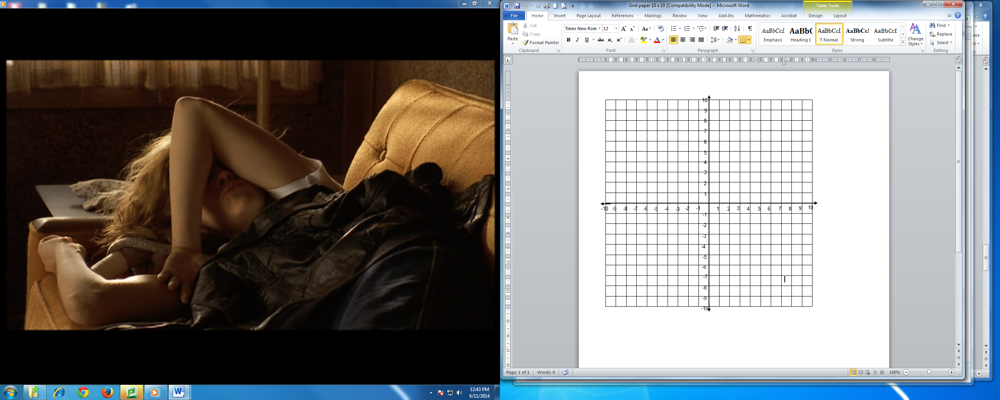 Grid paper 10 x 10 [Compatibility Mode] - Microsoft Word
Table Tools
File Home Insert Page Layout References Mailings Review View Add-Ins Mathematics Acrobat Design Layout
Paste
Cut
Copy
Format Painter
Clipboard
Times New Rom 12
Font
Paragraph
AaBbCcI AaBbC AaBbCcI AaBbCcI AaBbCcI
Emphasis Heading 1 ¶ Normal Strong Subtitle
Change Styles
Styles
Find
Replace
Select
Editing
10
9
8
7
6
5
4
3
2
1
-10 -9 -8 -7 -6 -5 -4 -3 -2 -1 1 2 3 4 5 6 7 8 9 10
-1
-2
-3
-4
-5
-6
-7
-8
-9
-10
Page: 1 of 1 Words: 0 100%
12:43 PM
6/11/2014